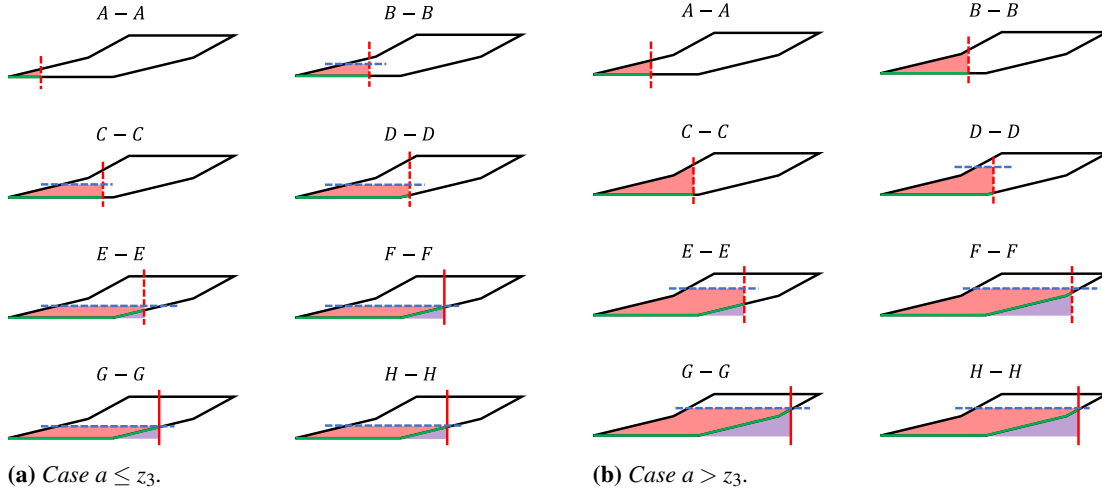 A − A
B − B
C − C
D − D
E − E
F − F
G − G
H − H
(a) Case a ≤ z₃.
A − A
B − B
C − C
D − D
E − E
F − F
G − G
H − H
(b) Case a > z₃.